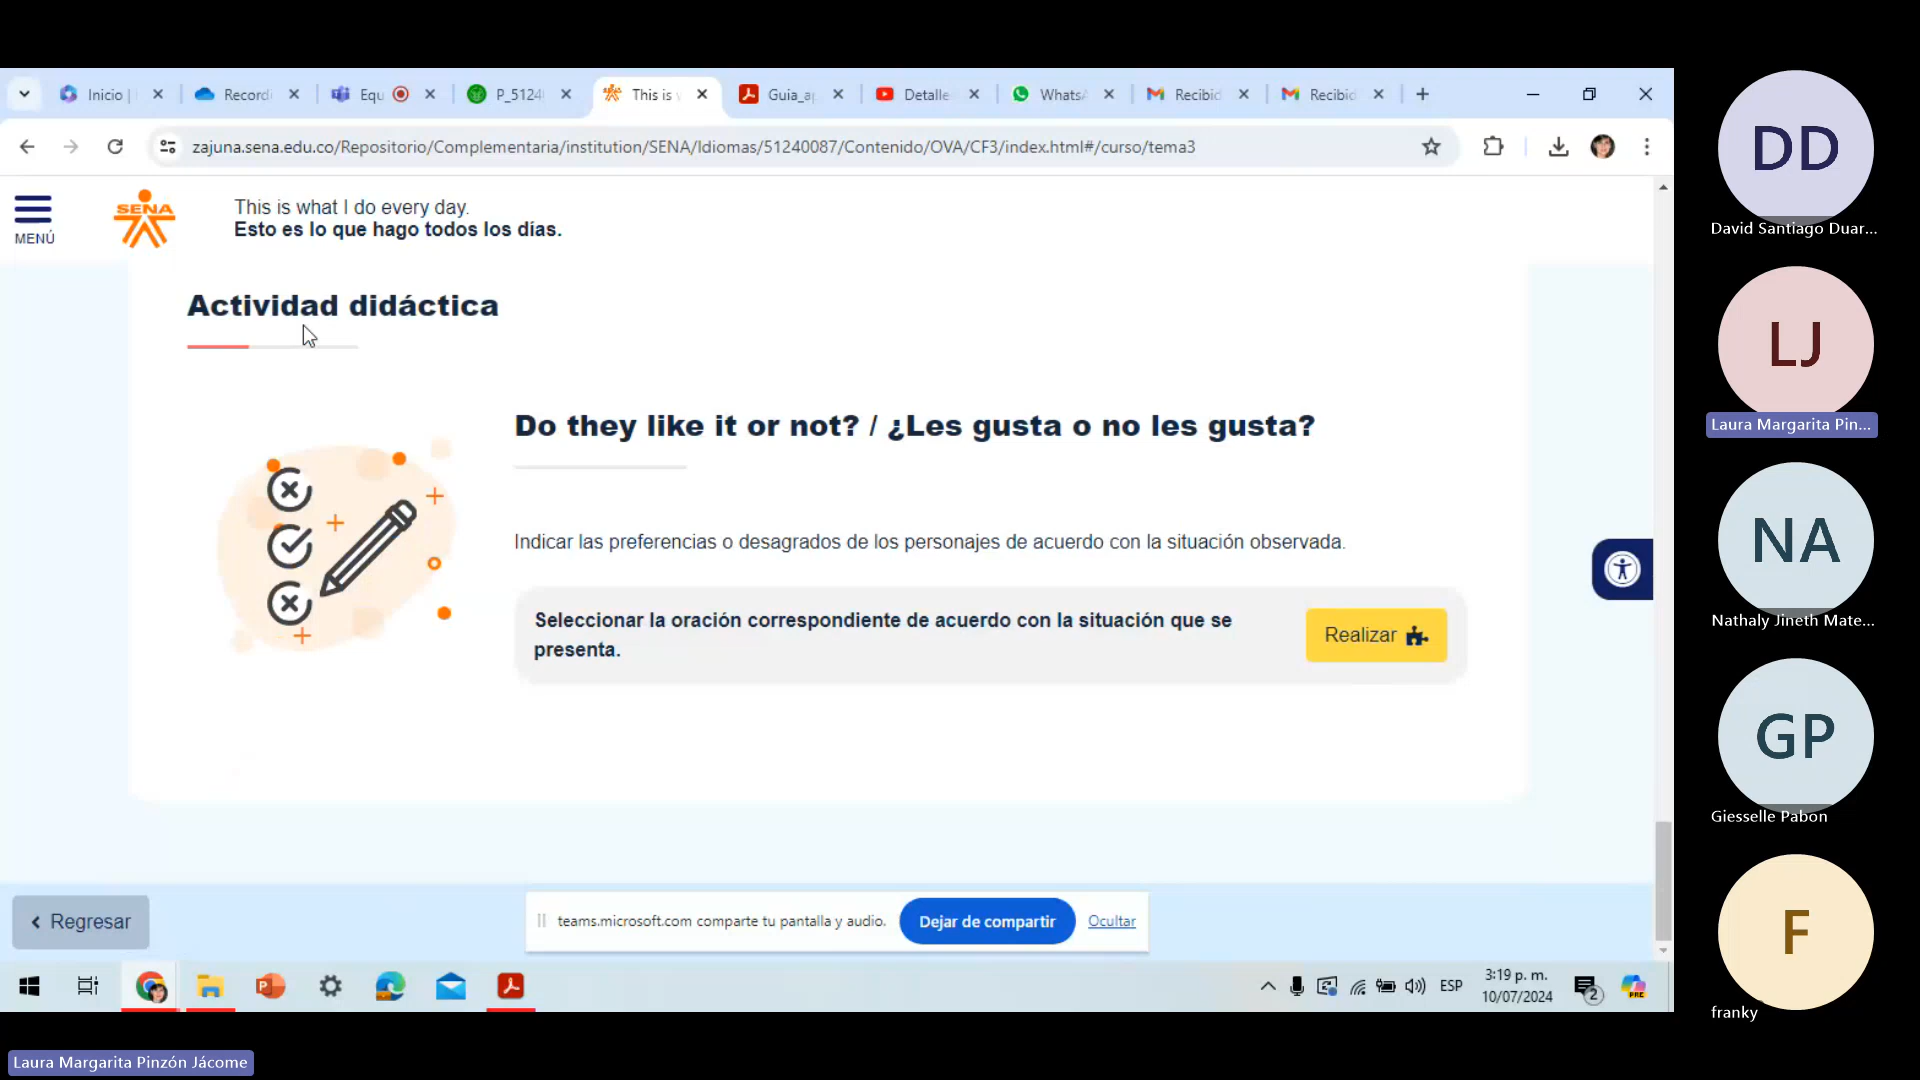 Inicio |
Record
Equ
P_5124
This is
Guia_a
Detalle
Whats
Recibid
Recibid
zajuna.sena.edu.co/Repositorio/Complementaria/institution/SENA/Idiomas/51240087/Contenido/OVA/CF3/index.html#/curso/tema3
MENÚ
SENA
This is what I do every day.
Esto es lo que hago todos los días.
Actividad didáctica
Do they like it or not? / ¿Les gusta o no les gusta?
Indicar las preferencias o desagrados de los personajes de acuerdo con la situación observada.
Seleccionar la oración correspondiente de acuerdo con la situación que se
presenta.
Realizar
Regresar
teams.microsoft.com comparte tu pantalla y audio.
Dejar de compartir
Ocultar
ESP
3:19 p. m.
10/07/2024
2
PRE
DD
David Santiago Duar...
LJ
Laura Margarita Pin...
NA
Nathaly Jineth Mate...
GP
Giesselle Pabon
F
franky
Laura Margarita Pinzón Jácome